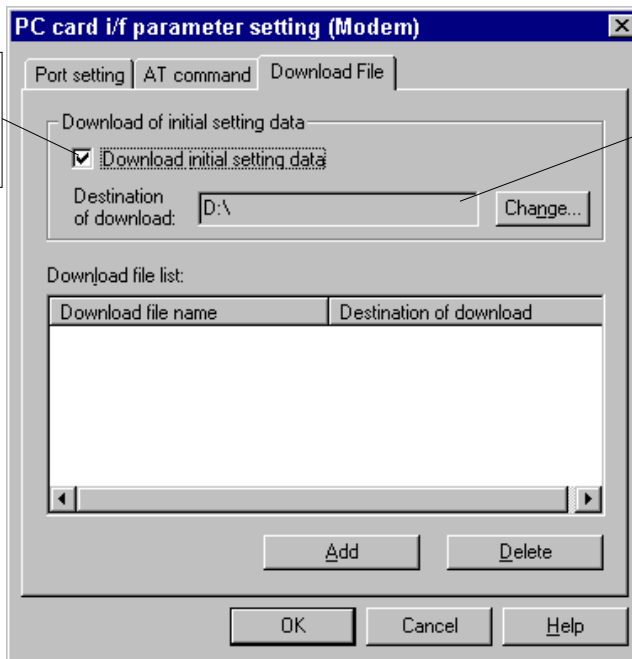 PC card i/f parameter setting (Modem)
Port setting AT command Download File
Download of initial setting data
Download initial setting data
Destination
of download: D:\ Change...
Download file list:
Download file name Destination of download
Add Delete
OK Cancel Help